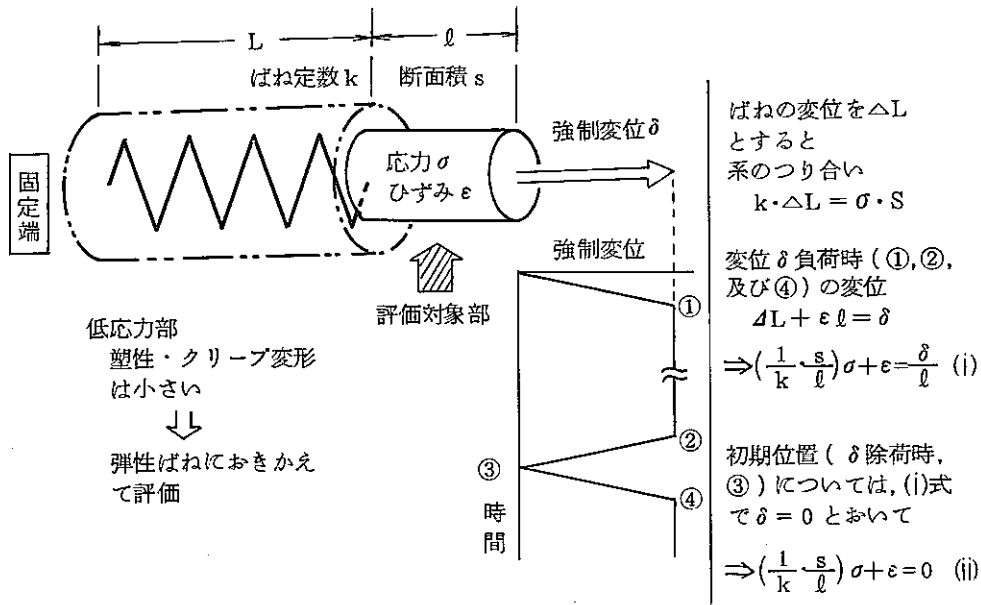 L
ℓ
ばね定数 k
断面積 s
固定端
応力 σ
ひずみ ε
強制変位 δ
評価対象部
低応力部
塑性・クリープ変形
は小さい
弾性ばねにおきかえ
て評価
強制変位
①
②
③
④
時間
ばねの変位を△L
とすると
系のつり合い
k・△L = σ・S
変位 δ 負荷時 ( ①, ②,
及び④ ) の変位
ΔL + ε ℓ = δ
⇒(1/k・s/ℓ)σ+ε=δ/ℓ (i)
初期位置 ( δ 除荷時,
③ ) については, (i)式
で δ = 0 とおいて
⇒(1/k・s/ℓ)σ+ε=0 (ii)